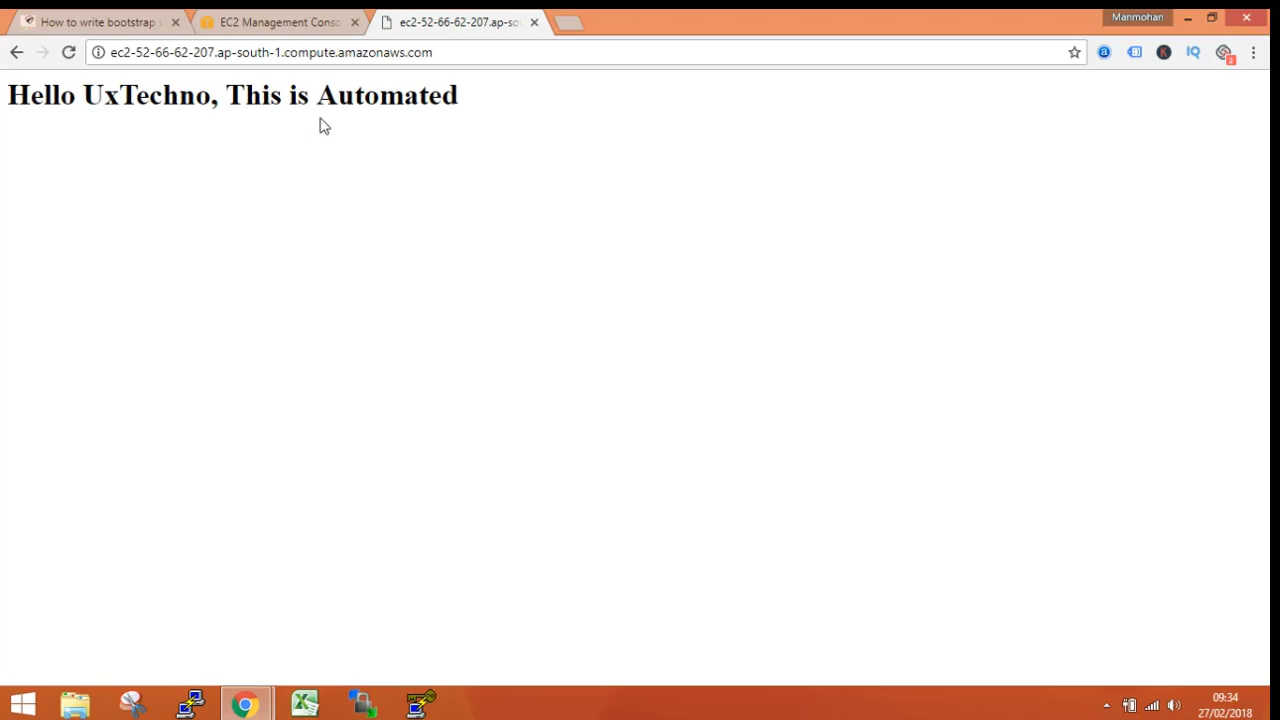 How to write bootstrap s
EC2 Management Conso
ec2-52-66-62-207.ap-so
Manmohan
ec2-52-66-62-207.ap-south-1.compute.amazonaws.com
Hello UxTechno, This is Automated
09:34
27/02/2018